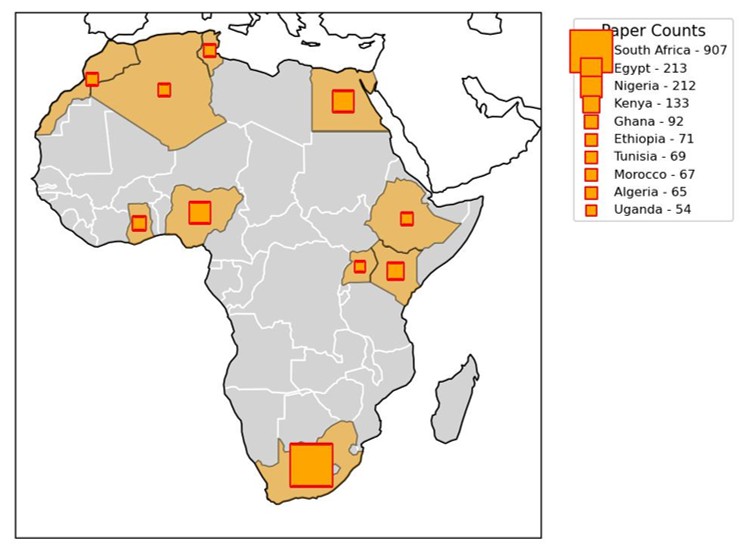 Paper Counts
South Africa - 907
Egypt - 213
Nigeria - 212
Kenya - 133
Ghana - 92
Ethiopia - 71
Tunisia - 69
Morocco - 67
Algeria - 65
Uganda - 54